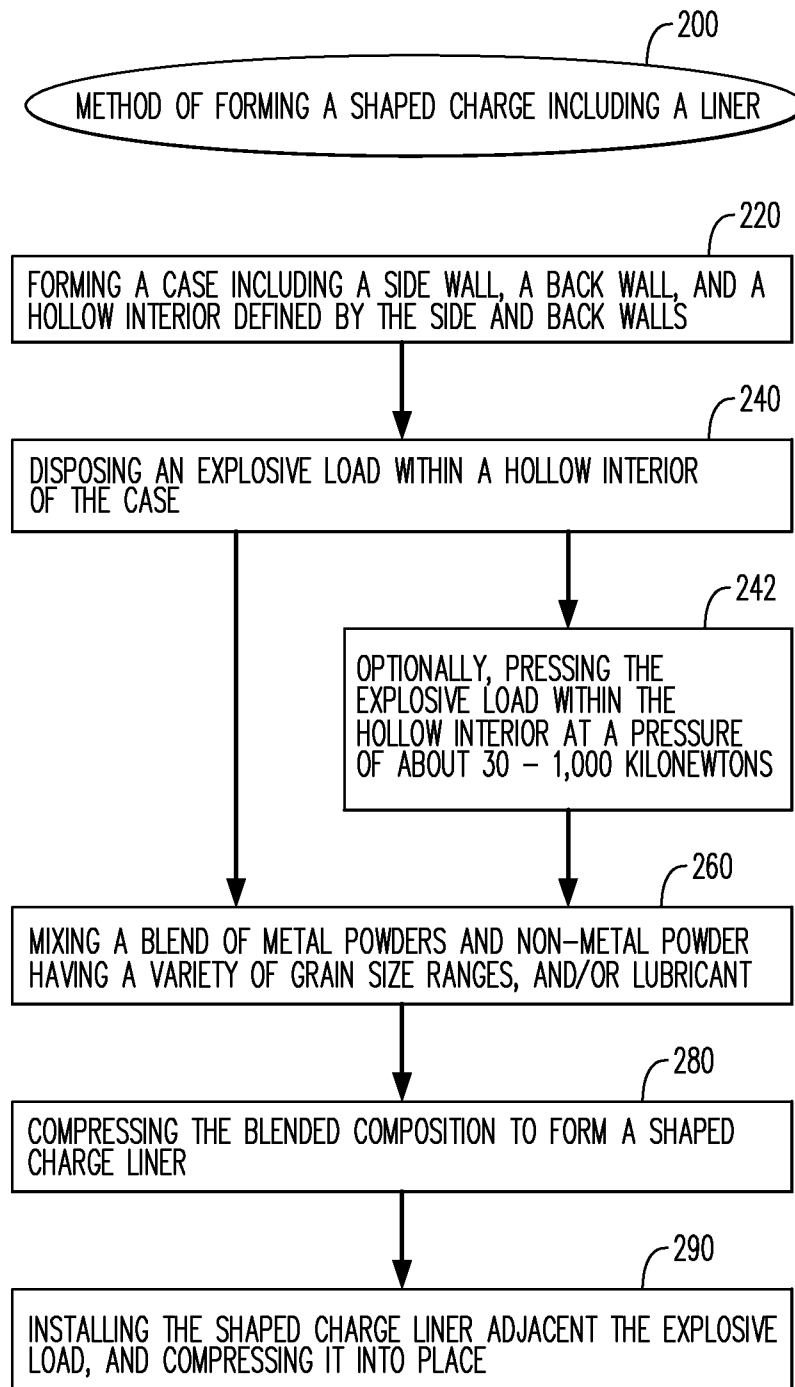 200
METHOD OF FORMING A SHAPED CHARGE INCLUDING A LINER
220
FORMING A CASE INCLUDING A SIDE WALL, A BACK WALL, AND A
HOLLOW INTERIOR DEFINED BY THE SIDE AND BACK WALLS
240
DISPOSING AN EXPLOSIVE LOAD WITHIN A HOLLOW INTERIOR
OF THE CASE
242
OPTIONALLY, PRESSING THE
EXPLOSIVE LOAD WITHIN THE
HOLLOW INTERIOR AT A PRESSURE
OF ABOUT 30 – 1,000 KILONEWTONS
260
MIXING A BLEND OF METAL POWDERS AND NON-METAL POWDER
HAVING A VARIETY OF GRAIN SIZE RANGES, AND/OR LUBRICANT
280
COMPRESSING THE BLENDED COMPOSITION TO FORM A SHAPED
CHARGE LINER
290
INSTALLING THE SHAPED CHARGE LINER ADJACENT THE EXPLOSIVE
LOAD, AND COMPRESSING IT INTO PLACE